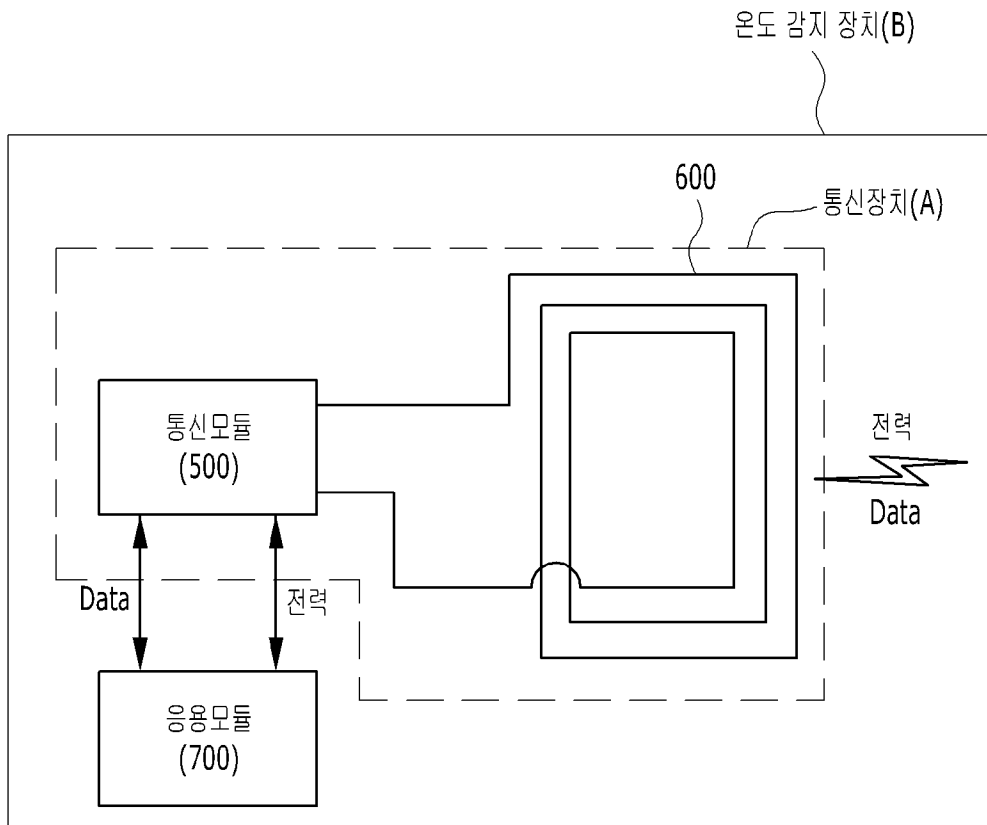 온도 감지 장치(B)
600
통신장치(A)
통신모듈
(500)
전력
Data
Data
전력
응용모듈
(700)